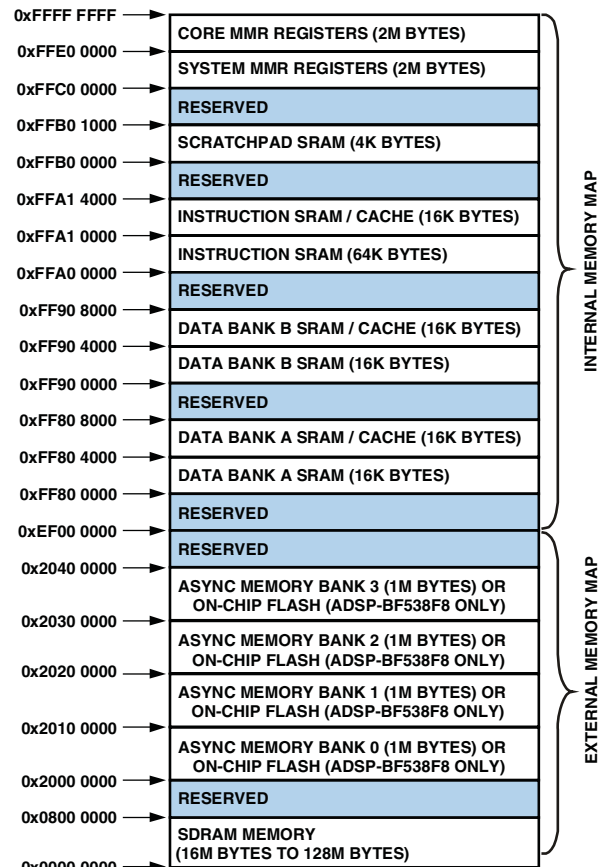 0xFFFF FFFF
CORE MMR REGISTERS (2M BYTES)
0xFFE0 0000
SYSTEM MMR REGISTERS (2M BYTES)
0xFFC0 0000
RESERVED
0xFFB0 1000
SCRATCHPAD SRAM (4K BYTES)
0xFFB0 0000
RESERVED
0xFFA1 4000
INSTRUCTION SRAM / CACHE (16K BYTES)
0xFFA1 0000
INSTRUCTION SRAM (64K BYTES)
0xFFA0 0000
RESERVED
0xFF90 8000
DATA BANK B SRAM / CACHE (16K BYTES)
0xFF90 4000
DATA BANK B SRAM (16K BYTES)
0xFF90 0000
RESERVED
0xFF80 8000
DATA BANK A SRAM / CACHE (16K BYTES)
0xFF80 4000
DATA BANK A SRAM (16K BYTES)
0xFF80 0000
RESERVED
0xEF00 0000
RESERVED
0x2040 0000
ASYNC MEMORY BANK 3 (1M BYTES) OR
ON-CHIP FLASH (ADSP-BF538F8 ONLY)
0x2030 0000
ASYNC MEMORY BANK 2 (1M BYTES) OR
ON-CHIP FLASH (ADSP-BF538F8 ONLY)
0x2020 0000
ASYNC MEMORY BANK 1 (1M BYTES) OR
ON-CHIP FLASH (ADSP-BF538F8 ONLY)
0x2010 0000
ASYNC MEMORY BANK 0 (1M BYTES) OR
ON-CHIP FLASH (ADSP-BF538F8 ONLY)
0x2000 0000
RESERVED
0x0800 0000
SDRAM MEMORY
(16M BYTES TO 128M BYTES)
0x0000 0000
INTERNAL MEMORY MAP
EXTERNAL MEMORY MAP